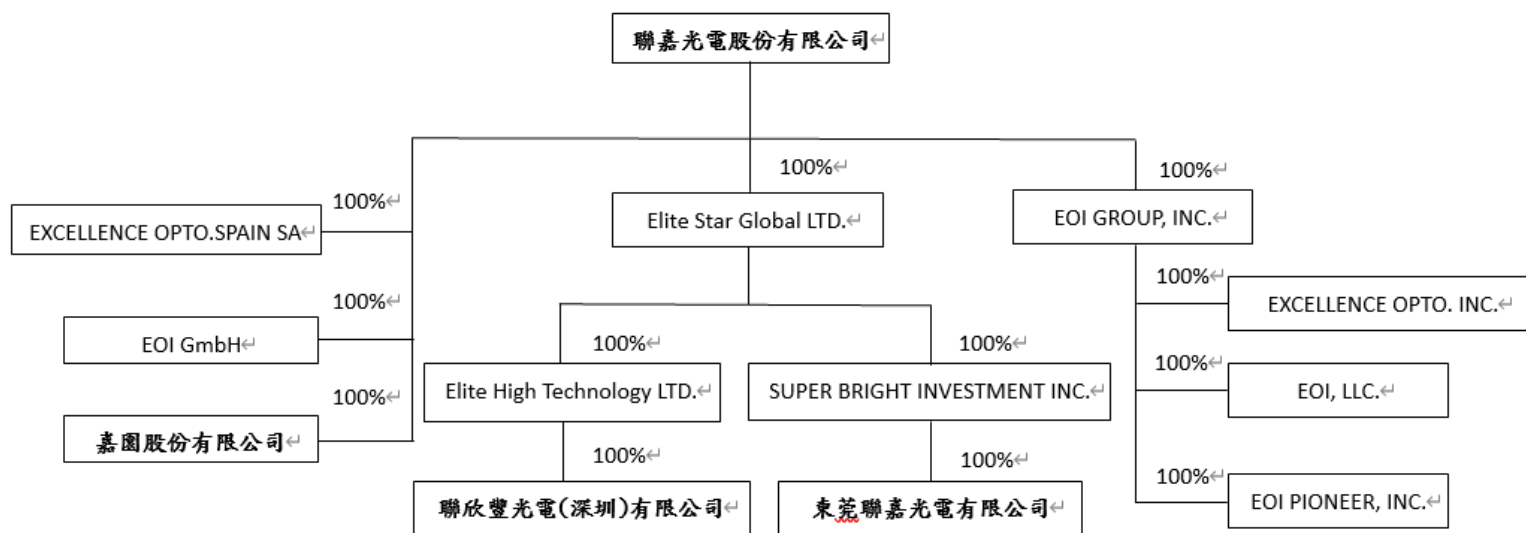 聯嘉光電股份有限公司
100%
100%
100%
EXCELLENCE OPTO.SPAIN SA
Elite Star Global LTD.
EOI GROUP, INC.
100%
100%
EOI GmbH
EXCELLENCE OPTO. INC.
100%
100%
100%
100%
Elite High Technology LTD.
SUPER BRIGHT INVESTMENT INC.
EOI, LLC.
嘉園股份有限公司
100%
100%
100%
聯欣豐光電(深圳)有限公司
東莞聯嘉光電有限公司
EOI PIONEER, INC.